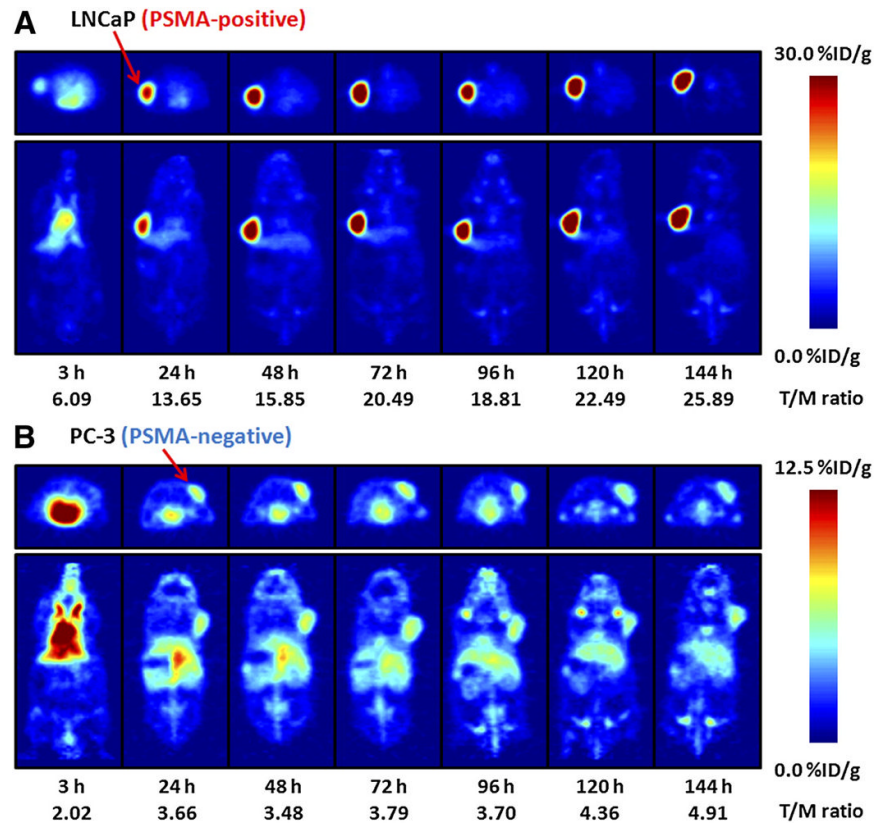 A
LNCaP (PSMA-positive)
30.0 %ID/g
0.0 %ID/g
3 h 24 h 48 h 72 h 96 h 120 h 144 h
6.09 13.65 15.85 20.49 18.81 22.49 25.89 T/M ratio
B
PC-3 (PSMA-negative)
12.5 %ID/g
0.0 %ID/g
3 h 24 h 48 h 72 h 96 h 120 h 144 h
2.02 3.66 3.48 3.79 3.70 4.36 4.91 T/M ratio